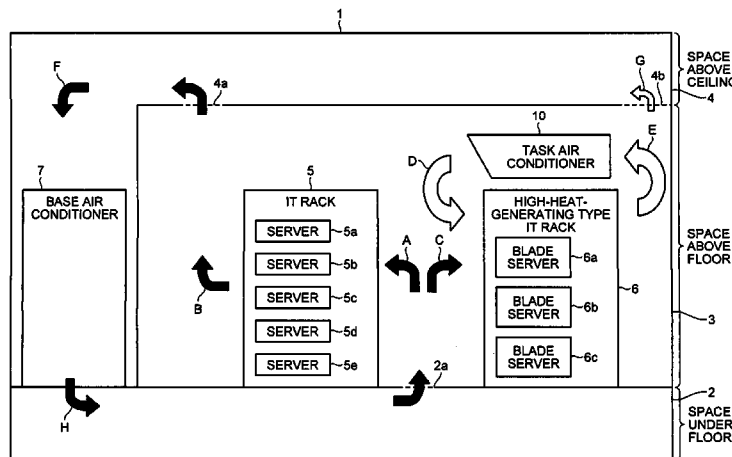 1
F
4a
G
4b
SPACE
ABOVE
CEILING
4
10
TASK AIR
CONDITIONER
D
E
7
BASE AIR
CONDITIONER
5
IT RACK
SERVER
5a
SERVER
5b
SERVER
5c
SERVER
5d
SERVER
5e
A
C
B
HIGH-HEAT-
GENERATING TYPE
IT RACK
BLADE
SERVER
6a
BLADE
SERVER
6b
BLADE
SERVER
6c
6
SPACE
ABOVE
FLOOR
3
2a
2
H
SPACE
UNDER
FLOOR